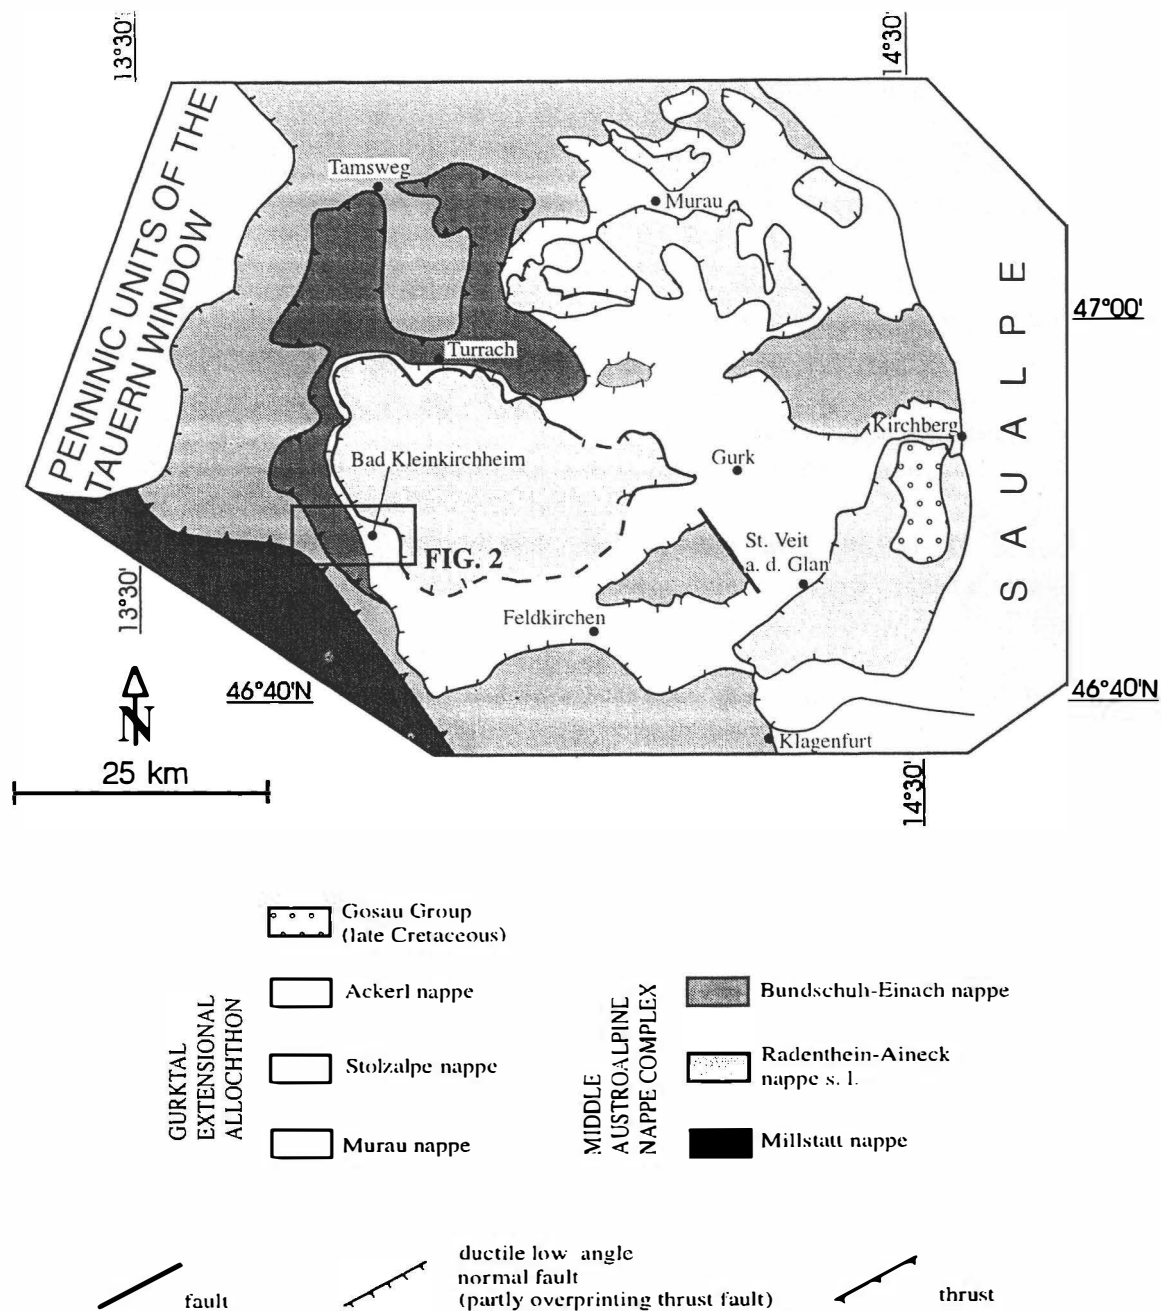 13°30'
14°30'
PENNINIC UNITS OF THE
TAUERN WINDOW
Tamsweg
Murau
47°00'
Turrach
SAUALPE
Kirchberg
Bad Kleinkirchheim
Gurk
FIG. 2
St. Veit
a. d. Glan
13°30'
Feldkirchen
46°40'N
46°40'N
N
Klagenfurt
25 km
14°30'
Gosau Group
(late Cretaceous)
GURKTAL
EXTENSIONAL
ALLOCHTHON
Ackerl nappe
Stolzalpe nappe
Murau nappe
MIDDLE
AUSTROALPINE
NAPPE COMPLEX
Bundschuh-Einach nappe
Radenthein-Aineck
nappe s. l.
Millstatt nappe
fault
ductile low angle
normal fault
(partly overprinting thrust fault)
thrust